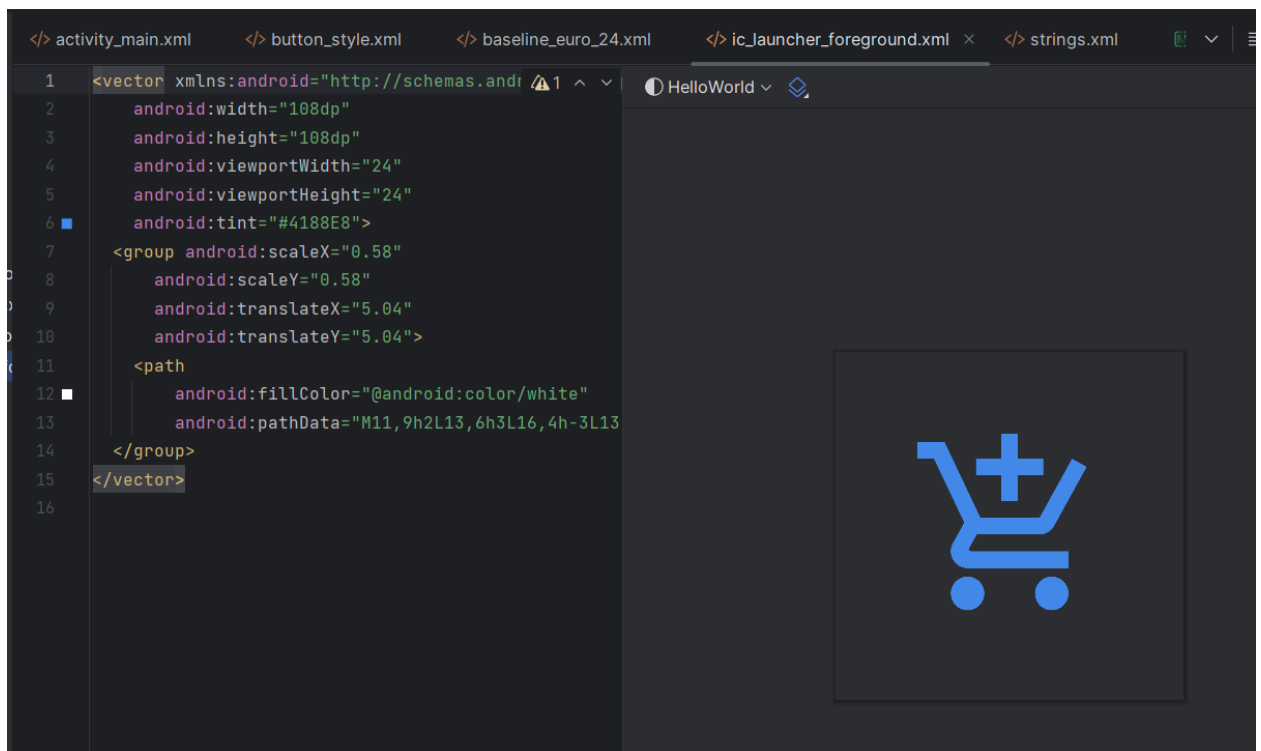 </> activity_main.xml </> button_style.xml </> baseline_euro_24.xml </> ic_launcher_foreground.xml × </> strings.xml
1 <vector xmlns:android="http://schemas.andr 1
HelloWorld
2 android:width="108dp"
3 android:height="108dp"
4 android:viewportWidth="24"
5 android:viewportHeight="24"
6 android:tint="#4188E8">
7 <group android:scaleX="0.58"
8 android:scaleY="0.58"
9 android:translateX="5.04"
10 android:translateY="5.04">
11 <path
12 android:fillColor="@android:color/white"
13 android:pathData="M11,9h2L13,6h3L16,4h-3L13
14 </group>
15 </vector>
16